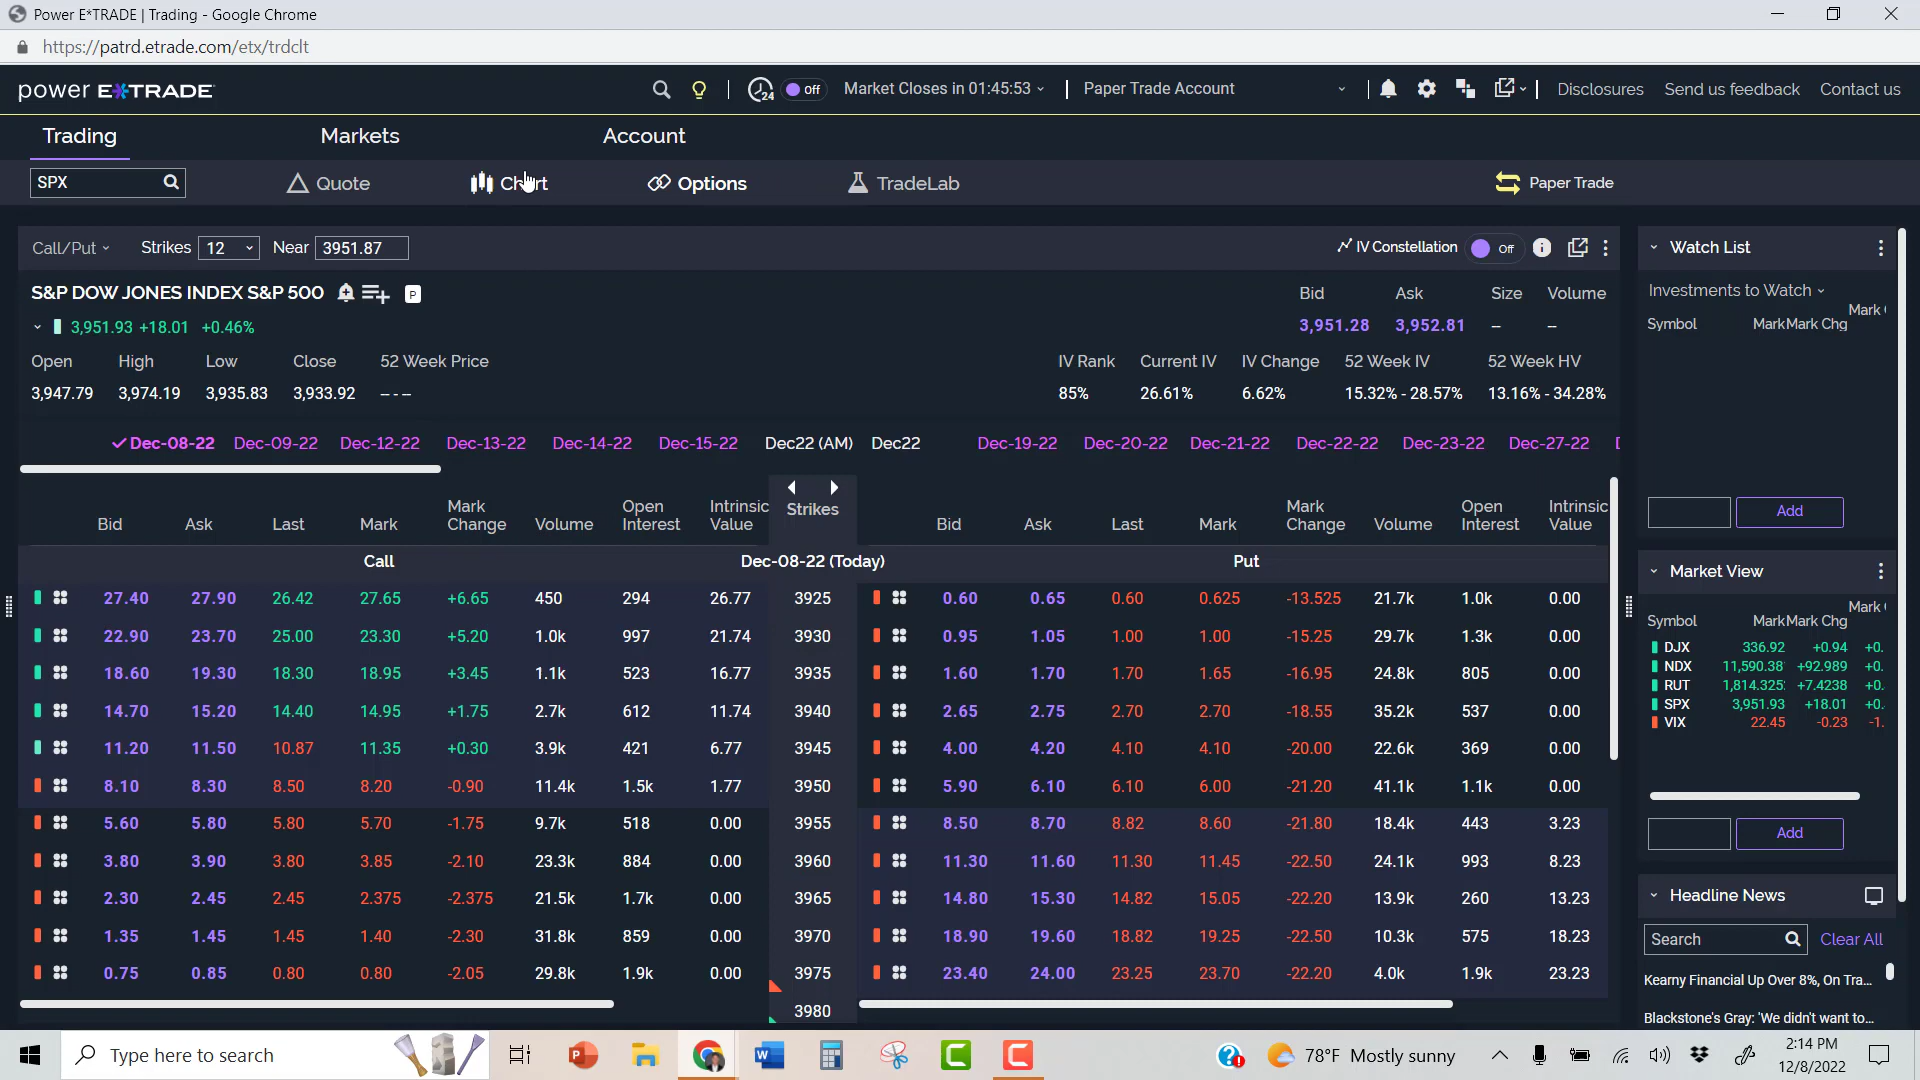 Power E*TRADE | Trading - Google Chrome
https://patrd.etrade.com/etx/trdclt
power E*TRADE
24 Off Market Closes in 01:45:53 | Paper Trade Account Disclosures Send us feedback Contact us
Trading Markets Account
SPX Quote Chart Options TradeLab Paper Trade
Call/Put Strikes 12 Near 3951.87 IV Constellation Off
S&P DOW JONES INDEX S&P 500 P
3,951.93 +18.01 +0.46%
Bid Ask Size Volume
3,951.28 3,952.81 -- --
Open High Low Close 52 Week Price IV Rank Current IV IV Change 52 Week IV 52 Week HV
3,947.79 3,974.19 3,935.83 3,933.92 -- - -- 85% 26.61% 6.62% 15.32% - 28.57% 13.16% - 34.28%
Dec-08-22 Dec-09-22 Dec-12-22 Dec-13-22 Dec-14-22 Dec-15-22 Dec22 (AM) Dec22 Dec-19-22 Dec-20-22 Dec-21-22 Dec-22-22 Dec-23-22 Dec-27-22
Bid Ask Last Mark Mark Change Volume Open Interest Intrinsic Value Strikes Bid Ask Last Mark Mark Change Volume Open Interest Intrinsic Value
Call Dec-08-22 (Today) Put
27.40 27.90 26.42 27.65 +6.65 450 294 26.77 3925 0.60 0.65 0.60 0.625 -13.525 21.7k 1.0k 0.00
22.90 23.70 25.00 23.30 +5.20 1.0k 997 21.74 3930 0.95 1.05 1.00 1.00 -15.25 29.7k 1.3k 0.00
18.60 19.30 18.30 18.95 +3.45 1.1k 523 16.77 3935 1.60 1.70 1.70 1.65 -16.95 24.8k 805 0.00
14.70 15.20 14.40 14.95 +1.75 2.7k 612 11.74 3940 2.65 2.75 2.70 2.70 -18.55 35.2k 537 0.00
11.20 11.50 10.87 11.35 +0.30 3.9k 421 6.77 3945 4.00 4.20 4.10 4.10 -20.00 22.6k 369 0.00
8.10 8.30 8.50 8.20 -0.90 11.4k 1.5k 1.77 3950 5.90 6.10 6.10 6.00 -21.20 41.1k 1.1k 0.00
5.60 5.80 5.80 5.70 -1.75 9.7k 518 0.00 3955 8.50 8.70 8.82 8.60 -21.80 18.4k 443 3.23
3.80 3.90 3.80 3.85 -2.10 23.3k 884 0.00 3960 11.30 11.60 11.30 11.45 -22.50 24.1k 993 8.23
2.30 2.45 2.45 2.375 -2.375 21.5k 1.7k 0.00 3965 14.80 15.30 14.82 15.05 -22.20 13.9k 260 13.23
1.35 1.45 1.45 1.40 -2.30 31.8k 859 0.00 3970 18.90 19.60 18.82 19.25 -22.50 10.3k 575 18.23
0.75 0.85 0.80 0.80 -2.05 29.8k 1.9k 0.00 3975 23.40 24.00 23.25 23.70 -22.20 4.0k 1.9k 23.23
3980
Watch List
Investments to Watch
Symbol Mark Mark Chg Mark
Add
Market View
Symbol Mark Mark Chg Mark
DJX 336.92 +0.94 +0.
NDX 11,590.38 +92.989 +0.
RUT 1,814.325 +7.4238 +0.
SPX 3,951.93 +18.01 +0.
VIX 22.45 -0.23 -1.
Add
Headline News
Search Clear All
Kearny Financial Up Over 8%, On Tra...
Blackstone's Gray: 'We didn't want to...
Type here to search 78°F Mostly sunny 2:14 PM
12/8/2022